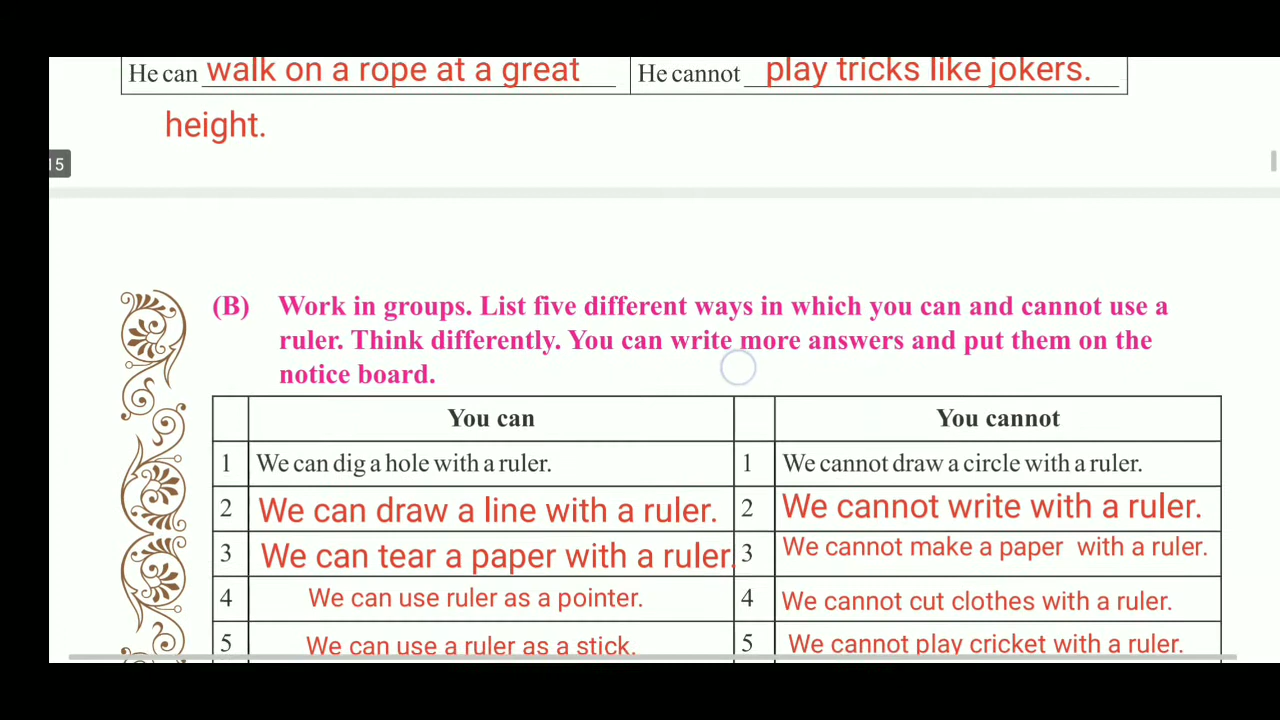 He can walk on a rope at a great He cannot play tricks like jokers.
height.
15
(B) Work in groups. List five different ways in which you can and cannot use a
ruler. Think differently. You can write more answers and put them on the
notice board.
You can You cannot
1 We can dig a hole with a ruler. 1 We cannot draw a circle with a ruler.
2 We can draw a line with a ruler. 2 We cannot write with a ruler.
3 We can tear a paper with a ruler. 3 We cannot make a paper with a ruler.
4 We can use ruler as a pointer. 4 We cannot cut clothes with a ruler.
5 We can use a ruler as a stick. 5 We cannot play cricket with a ruler.